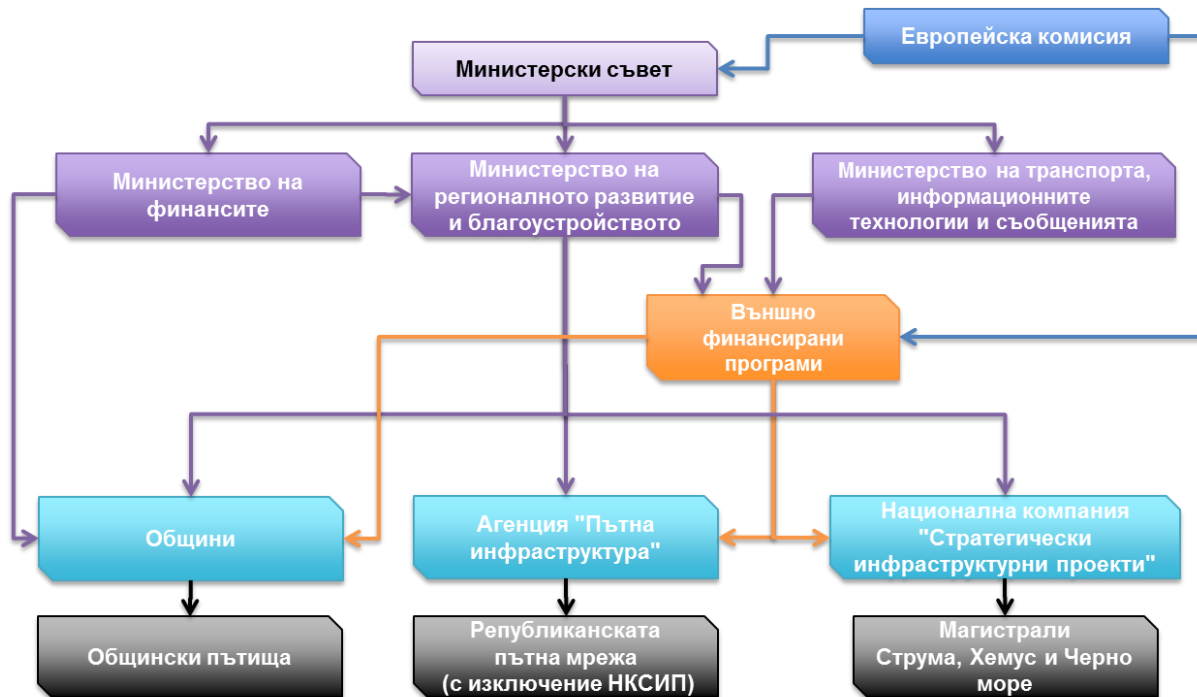 Европейска комисия
Министерски съвет
Министерство на
финансите
Министерство на
регионалното развитие
и благоустройството
Министерство на транспорта,
информационните
технологии и съобщенията
Външно
финансирани
програми
Общини
Агенция "Пътна
инфраструктура"
Национална компания
"Стратегически
инфраструктурни проекти"
Общински пътища
Републиканската
пътна мрежа
(с изключение НКСИП)
Магистрали
Струма, Хемус и Черно
море